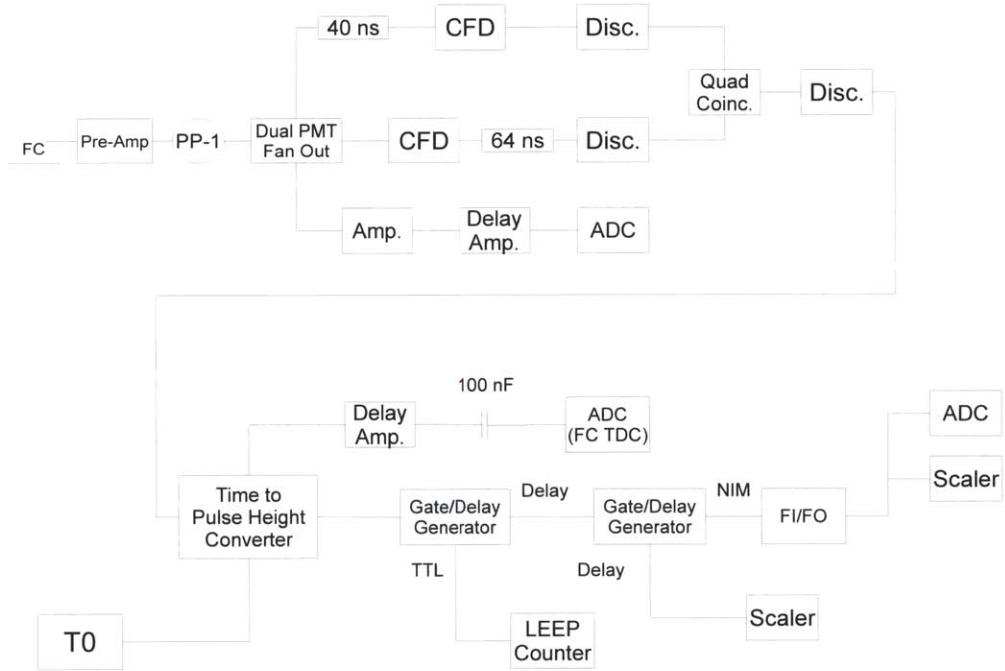 40 ns
CFD
Disc.
Quad
Coinc.
Disc.
FC
Pre-Amp
PP-1
Dual PMT
Fan Out
CFD
64 ns
Disc.
Amp.
Delay
Amp.
ADC
100 nF
Delay
Amp.
ADC
(FC TDC)
ADC
Scaler
Time to
Pulse Height
Converter
Gate/Delay
Generator
Delay
Gate/Delay
Generator
NIM
FI/FO
TTL
Delay
T0
LEEP
Counter
Scaler